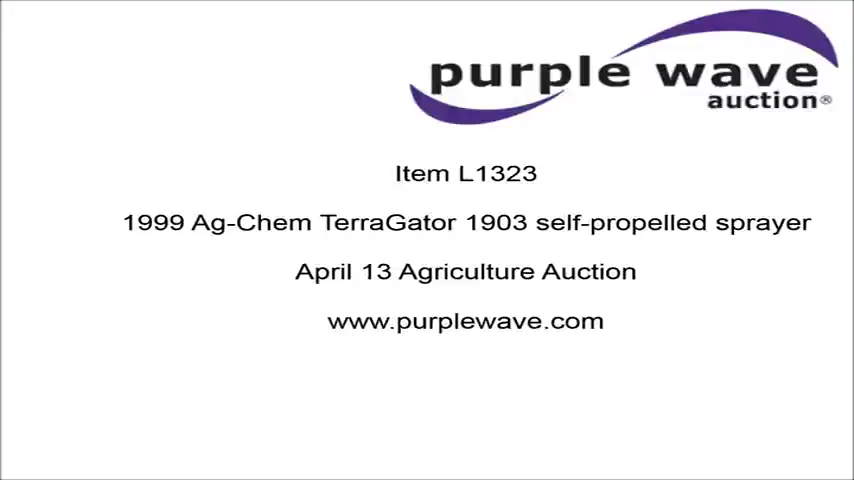 purple wave
auction®
Item L1323
1999 Ag-Chem TerraGator 1903 self-propelled sprayer
April 13 Agriculture Auction
www.purplewave.com